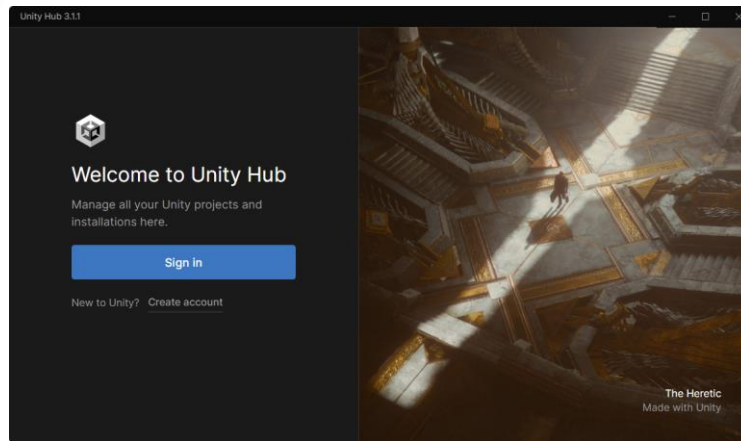 Unity Hub 3.1.1
Welcome to Unity Hub
Manage all your Unity projects and
installations here.
Sign in
New to Unity? Create account
The Heretic
Made with Unity